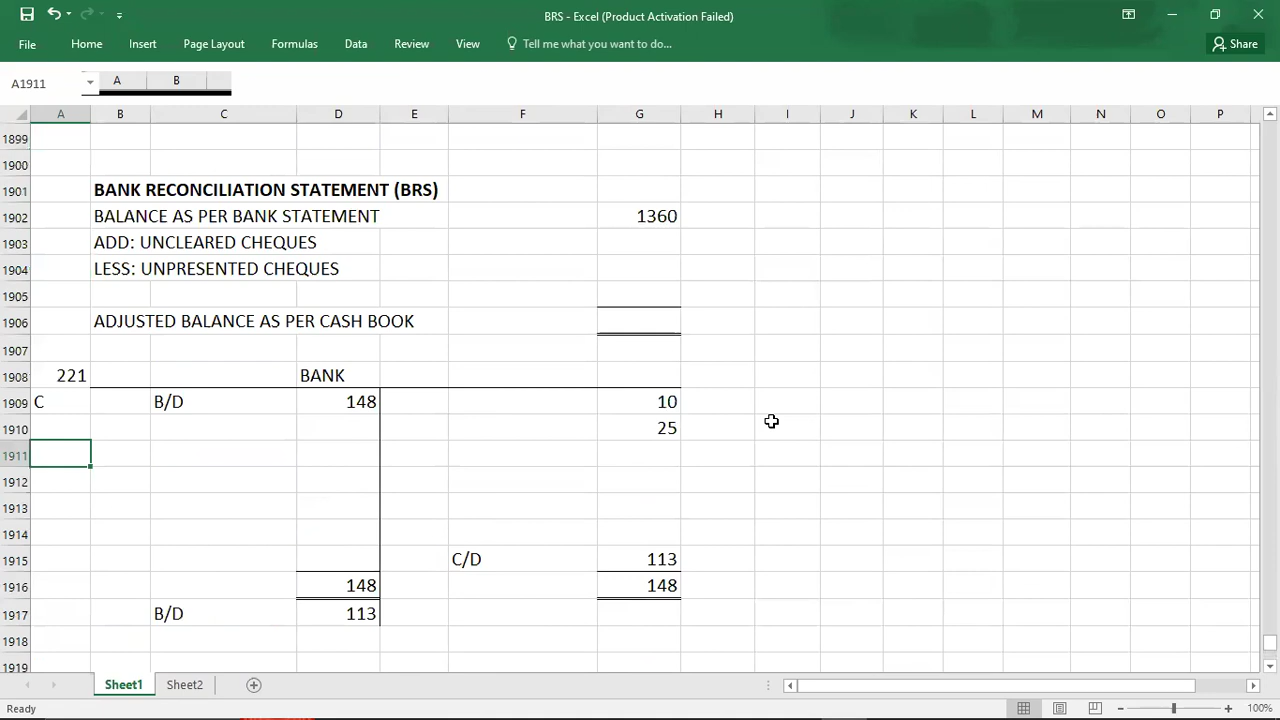 BRS - Excel (Product Activation Failed)
File Home Insert Page Layout Formulas Data Review View Tell me what you want to do... Share
A1911 A B
A B C D E F G H I J K L M N O P
1899
1900
1901 BANK RECONCILIATION STATEMENT (BRS)
1902 BALANCE AS PER BANK STATEMENT 1360
1903 ADD: UNCLEARED CHEQUES
1904 LESS: UNPRESENTED CHEQUES
1905
1906 ADJUSTED BALANCE AS PER CASH BOOK
1907
1908 221 BANK
1909 C B/D 148 10
1910 25
1911
1912
1913
1914
1915 C/D 113
1916 148 148
1917 B/D 113
1918
1919
Sheet1 Sheet2
Ready 100%